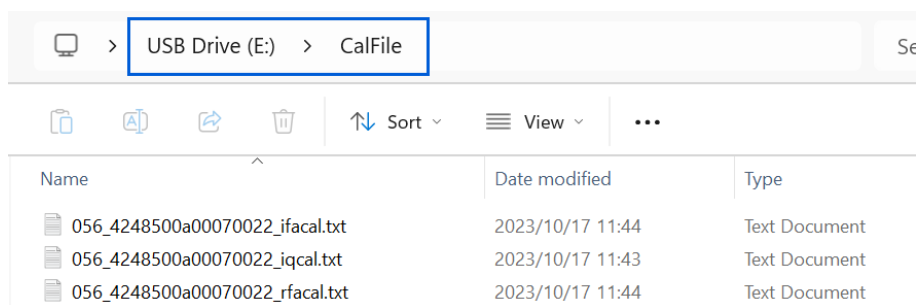 > USB Drive (E:) > CalFile Se
Sort View •••
Name Date modified Type
056_4248500a00070022_ifacal.txt 2023/10/17 11:44 Text Document
056_4248500a00070022_iqcal.txt 2023/10/17 11:43 Text Document
056_4248500a00070022_rfacal.txt 2023/10/17 11:44 Text Document